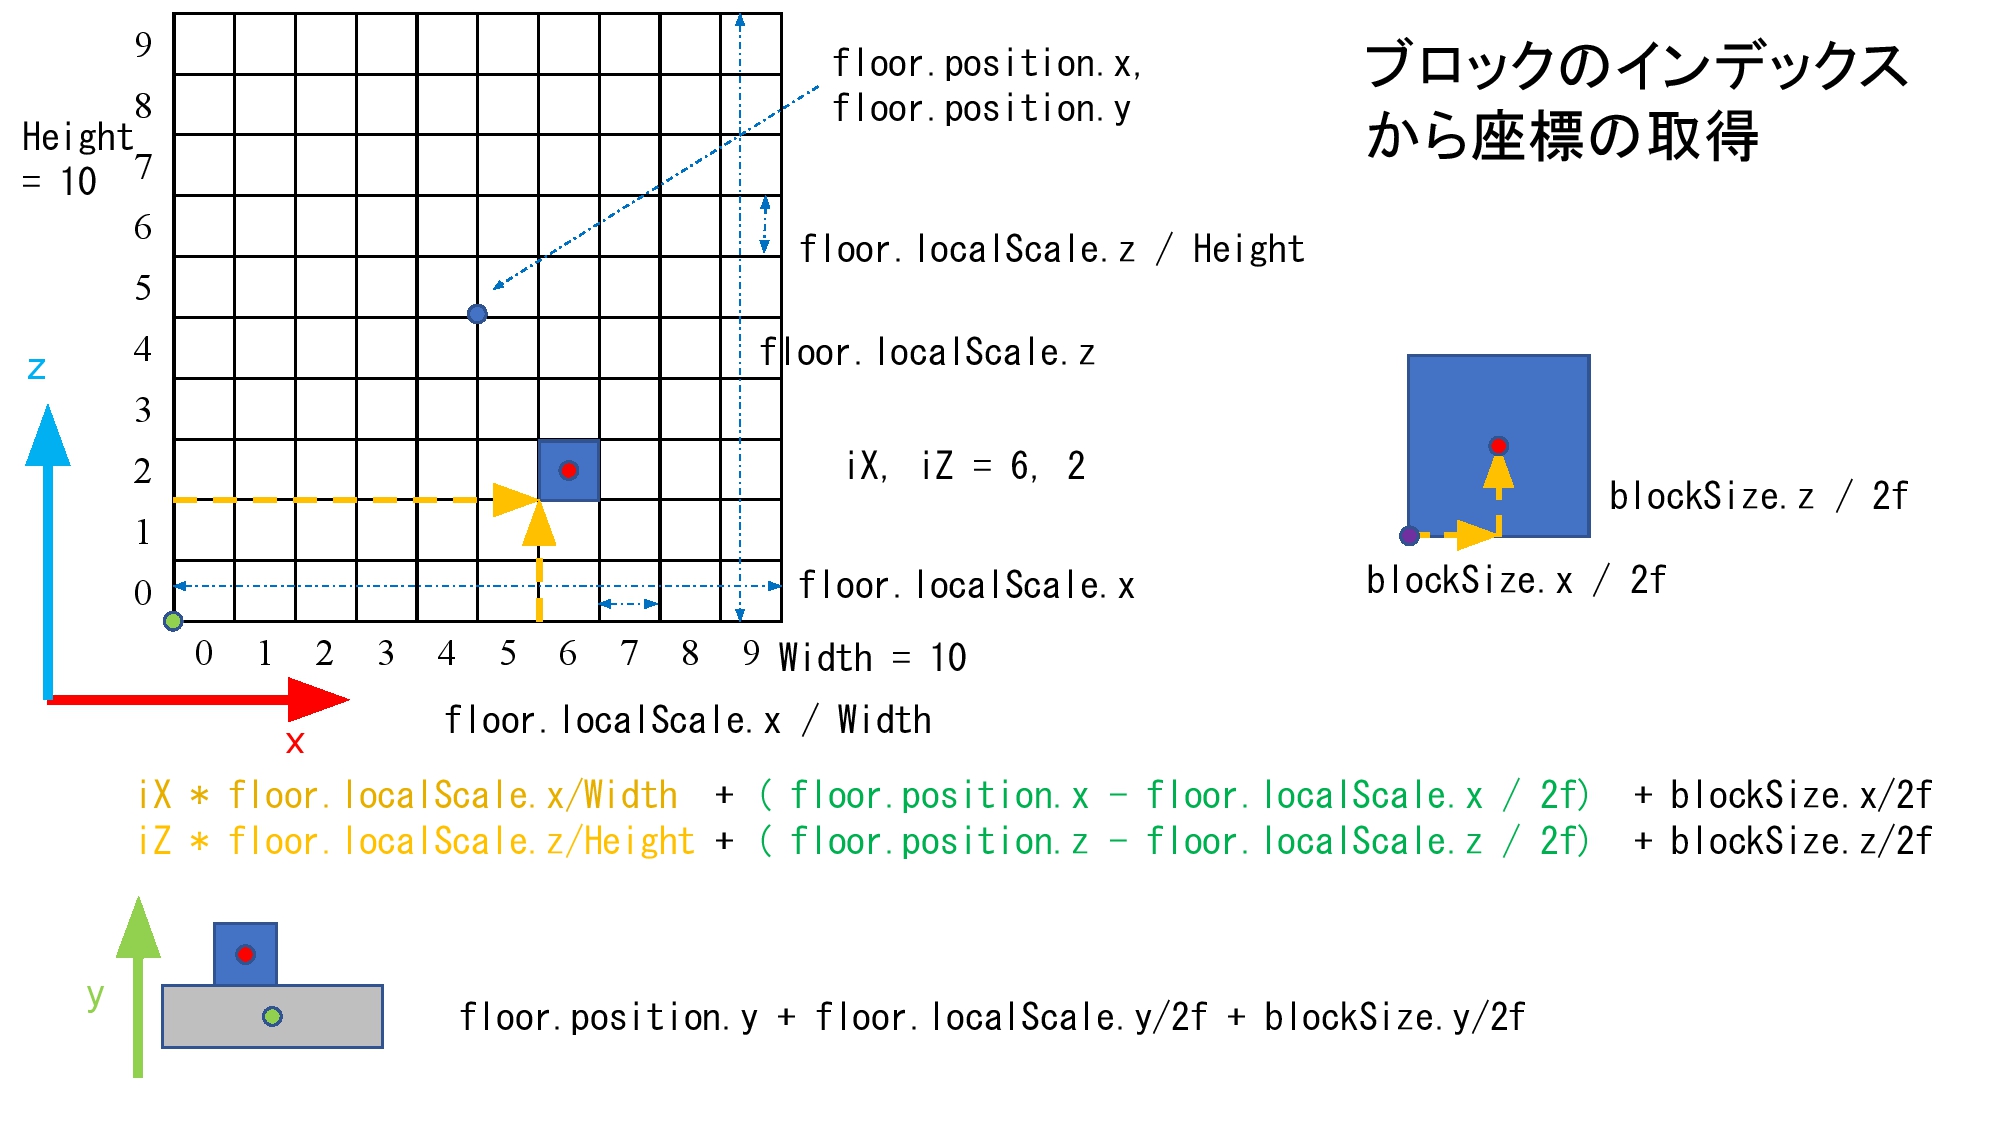 ブロックのインデックス
から座標の取得
floor.position.x,
floor.position.y
Height
= 10
9
8
7
6
5
4
3
2
1
0
floor.localScale.z / Height
floor.localScale.z
z
iX, iZ = 6, 2
blockSize.z / 2f
blockSize.x / 2f
floor.localScale.x
0 1 2 3 4 5 6 7 8 9
Width = 10
floor.localScale.x / Width
x
iX * floor.localScale.x/Width + ( floor.position.x - floor.localScale.x / 2f) + blockSize.x/2f
iZ * floor.localScale.z/Height + ( floor.position.z - floor.localScale.z / 2f) + blockSize.z/2f
y
floor.position.y + floor.localScale.y/2f + blockSize.y/2f